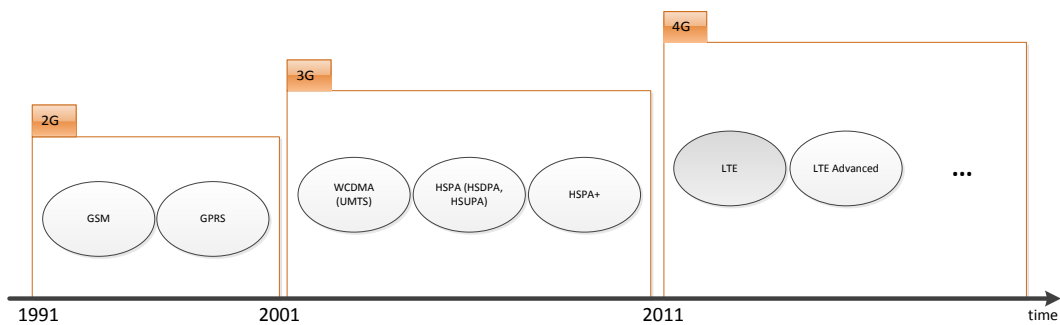 4G
3G
2G
GSM
GPRS
WCDMA
(UMTS)
HSPA (HSDPA,
HSUPA)
HSPA+
LTE
LTE Advanced
...
1991
2001
2011
time